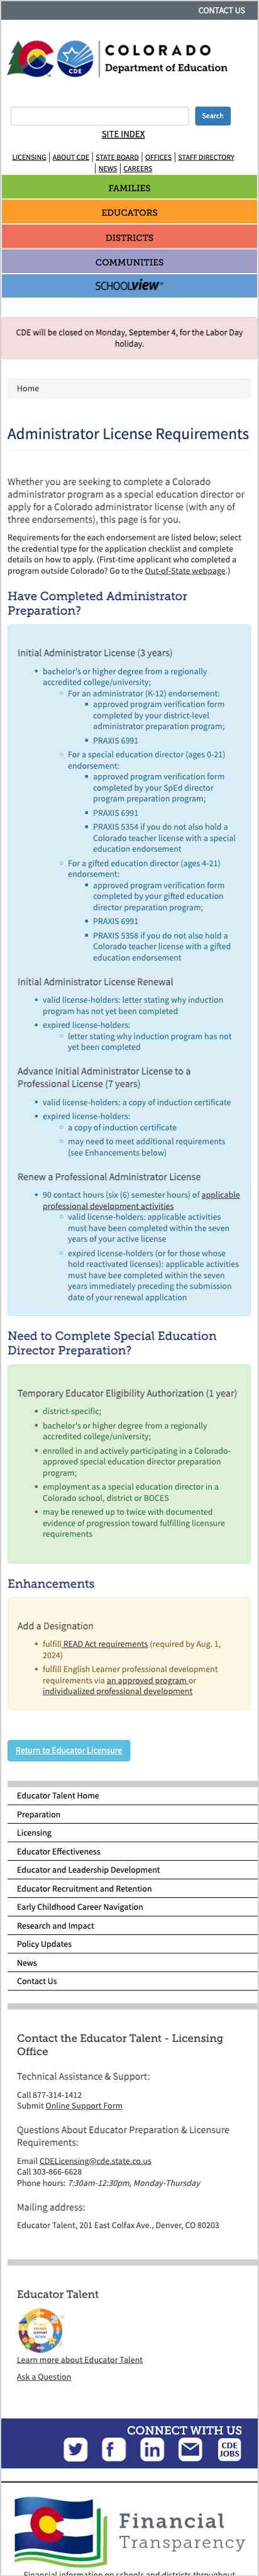 CONTACT US
COLORADO
Department of Education
CDE
Search
SITE INDEX
LICENSING | ABOUT CDE | STATE BOARD | OFFICES | STAFF DIRECTORY
| NEWS | CAREERS
FAMILIES
EDUCATORS
DISTRICTS
COMMUNITIES
SCHOOLVIEW®
CDE will be closed on Monday, September 4, for the Labor Day
holiday.
Home
Administrator License Requirements
Whether you are seeking to complete a Colorado
administrator program as a special education director or
apply for a Colorado administrator license (with any of
three endorsements), this page is for you.
Requirements for the each endorsement are listed below; select
the credential type for the application checklist and complete
details on how to apply. (First-time applicant who completed a
program outside Colorado? Go to the Out-of-State webpage.)
Have Completed Administrator
Preparation?
Initial Administrator License (3 years)
bachelor's or higher degree from a regionally
accredited college/university;
For an administrator (K-12) endorsement:
approved program verification form
completed by your district-level
administrator preparation program;
PRAXIS 6991
For a special education director (ages 0-21)
endorsement:
approved program verification form
completed by your SpEd director
program preparation program;
PRAXIS 6991
PRAXIS 5354 if you do not also hold a
Colorado teacher license with a special
education endorsement
For a gifted education director (ages 4-21)
endorsement:
approved program verification form
completed by your gifted education
director preparation program;
PRAXIS 6991
PRAXIS 5358 if you do not also hold a
Colorado teacher license with a gifted
education endorsement
Initial Administrator License Renewal
valid license-holders: letter stating why induction
program has not yet been completed
expired license-holders:
letter stating why induction program has not
yet been completed
Advance Initial Administrator License to a
Professional License (7 years)
valid license-holders: a copy of induction certificate
expired license-holders:
a copy of induction certificate
may need to meet additional requirements
(see Enhancements below)
Renew a Professional Administrator License
90 contact hours (six (6) semester hours) of applicable
professional development activities
valid license-holders: applicable activities
must have been completed within the seven
years of your active license
expired license-holders (or for those whose
hold reactivated licenses): applicable activities
must have bee completed within the seven
years immediately preceding the submission
date of your renewal application
Need to Complete Special Education
Director Preparation?
Temporary Educator Eligibility Authorization (1 year)
district-specific;
bachelor's or higher degree from a regionally
accredited college/university;
enrolled in and actively participating in a Colorado-
approved special education director preparation
program;
employment as a special education director in a
Colorado school, district or BOCES
may be renewed up to twice with documented
evidence of progression toward fulfilling licensure
requirements
Enhancements
Add a Designation
fulfill READ Act requirements (required by Aug. 1,
2024)
fulfill English Learner professional development
requirements via an approved program or
individualized professional development
Return to Educator Licensure
Educator Talent Home
Preparation
Licensing
Educator Effectiveness
Educator and Leadership Development
Educator Recruitment and Retention
Early Childhood Career Navigation
Research and Impact
Policy Updates
News
Contact Us
Contact the Educator Talent - Licensing
Office
Technical Assistance & Support:
Call 877-314-1412
Submit Online Support Form
Questions About Educator Preparation & Licensure
Requirements:
Email CDELicensing@cde.state.co.us
Call 303-866-6628
Phone hours: 7:30am-12:30pm, Monday-Thursday
Mailing address:
Educator Talent, 201 East Colfax Ave., Denver, CO 80203
Educator Talent
Learn more about Educator Talent
Ask a Question
CONNECT WITH US
CDE
JOBS
Financial
Transparency
Financial information on schools and districts throughout